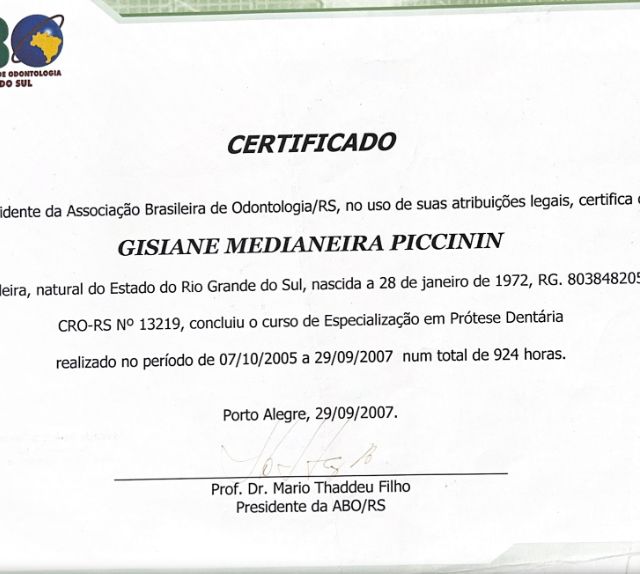 BO
DE ODONTOLOGIA
DO SUL
CERTIFICADO
idente da Associação Brasileira de Odontologia/RS, no uso de suas atribuições legais, certifica
GISIANE MEDIANEIRA PICCININ
leira, natural do Estado do Rio Grande do Sul, nascida a 28 de janeiro de 1972, RG. 803848205
CRO-RS Nº 13219, concluiu o curso de Especialização em Prótese Dentária
realizado no período de 07/10/2005 a 29/09/2007 num total de 924 horas.
Porto Alegre, 29/09/2007.
Prof. Dr. Mario Thaddeu Filho
Presidente da ABO/RS